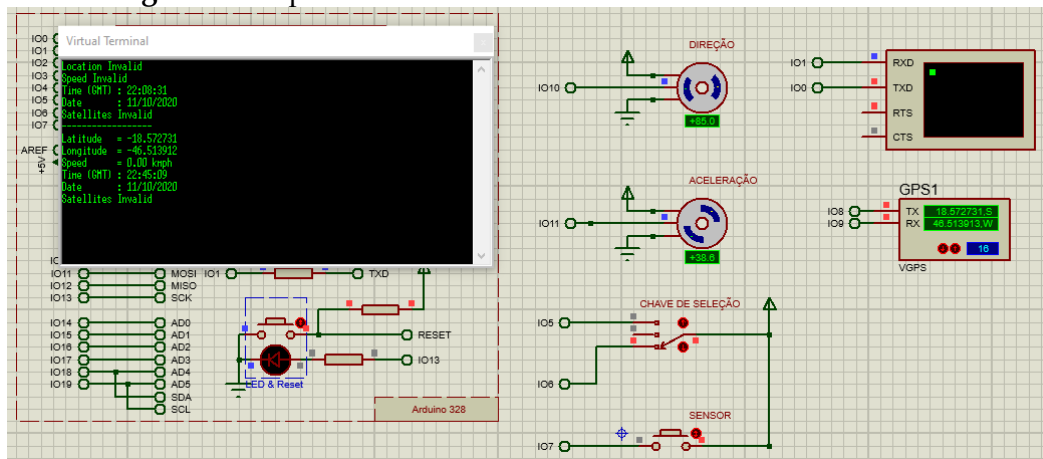 Virtual Terminal
Location Invalid
Speed Invalid
Time (GMT) : 22:08:31
Date : 11/10/2020
Satellites Invalid
------------------
Latitude = -18.572731
Longitude = -46.513912
Speed = 0.00 kmph
Time (GMT) : 22:45:09
Date : 11/10/2020
Satellites Invalid
IO0
IO1
IO2
IO3
IO4
IO5
IO6
IO7
AREF
+5V
IO11 MOSI IO1 TXD
IO12 MISO
IO13 SCK
IO14 AD0
IO15 AD1 RESET
IO16 AD2
IO17 AD3 IO13
IO18 AD4
IO19 AD5 LED & Reset
SDA
SCL
Arduino 328
DIREÇÃO
IO10
+85.0
ACELERAÇÃO
IO11
+38.6
CHAVE DE SELEÇÃO
IO5
IO6
SENSOR
IO7
IO1 RXD
IO0 TXD
RTS
CTS
GPS1
IO8 TX 18.572731,S
IO9 RX 46.513913,W
16
VGPS